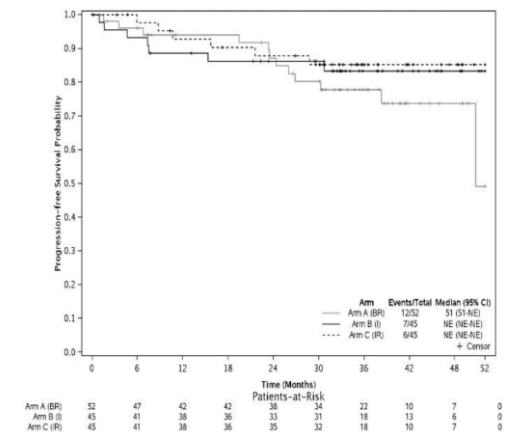 1.0
0.9
0.8
0.7
0.6
0.5
0.4
0.3
0.2
0.1
0.0
Progression-free Survival Probability
Arm Events/Total Median (95% CI)
Arm A (BR) 12/52 51 (51-NE)
Arm B (I) 7/45 NE (NE-NE)
Arm C (IR) 6/45 NE (NE-NE)
+ Censor
0 6 12 18 24 30 36 42 48 52
Time (Months)
Patients-at-Risk
Arm A (BR) 52 47 42 42 38 34 22 10 7 0
Arm B (I) 45 41 38 36 33 31 18 13 6 0
Arm C (IR) 45 41 38 36 35 32 18 10 7 0